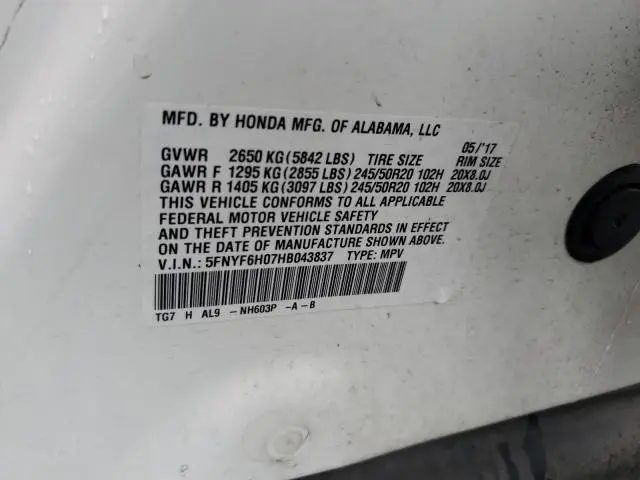 MFD. BY HONDA MFG. OF ALABAMA, LLC
05/'17
GVWR 2650 KG(5842 LBS) TIRE SIZE RIM SIZE
GAWR F 1295 KG(2855 LBS)245/50R20 102H 20X8.0J
GAWR R 1405 KG(3097 LBS)245/50R20 102H 20X8.0J
THIS VEHICLE CONFORMS TO ALL APPLICABLE
FEDERAL MOTOR VEHICLE SAFETY
AND THEFT PREVENTION STANDARDS IN EFFECT
ON THE DATE OF MANUFACTURE SHOWN ABOVE.
V.I.N.: 5FNYF6H07HB043837 TYPE: MPV
TG7 H AL9 -NH603P -A-B